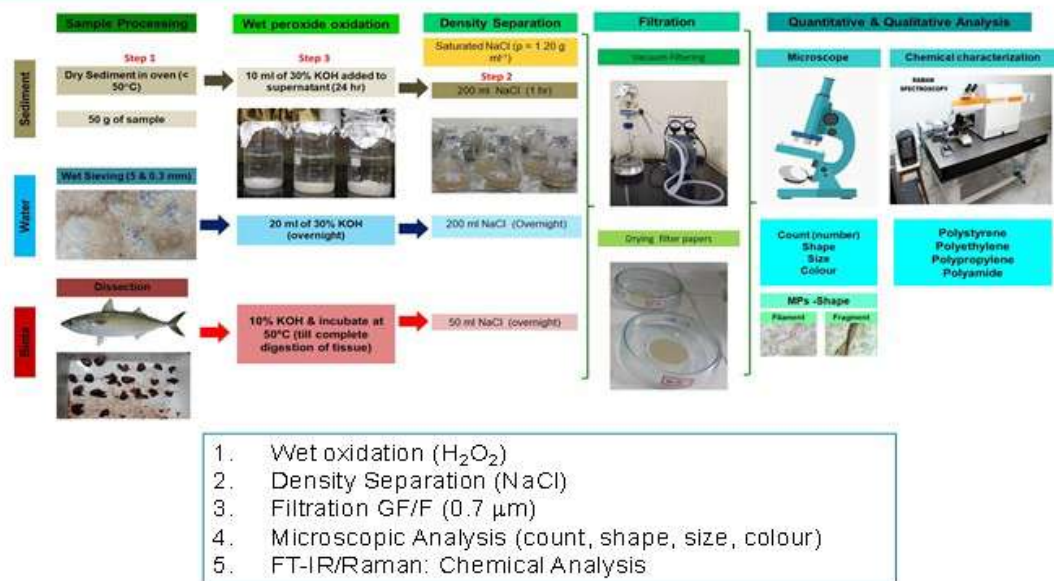 Sample Processing
Wet peroxide oxidation
Density Separation
Filtration
Quantitative & Qualitative Analysis
Sediment
Step 1
Dry Sediment in oven (<
50°C)
50 g of sample
Step 3
10 ml of 30% KOH added to
supernatant (24 hr)
Saturated NaCl (ρ = 1.20 g
ml⁻¹)
Step 2
200 ml NaCl (1 hr)
Vacuum Filtering
Microscope
Chemical characterization
RAMAN
SPECTROSCOPY
Water
Wet Sieving (5 & 0.3 mm)
20 ml of 30% KOH
(overnight)
200 ml NaCl (Overnight)
Drying filter papers
Count (number)
Shape
Size
Colour
Polystyrene
Polyethylene
Polypropylene
Polyamide
MPs -Shape
Filament
Fragment
Biota
Dissection
10% KOH & incubate at
50°C (till complete
digestion of tissue)
50 ml NaCl (overnight)
1. Wet oxidation (H₂O₂)
2. Density Separation (NaCl)
3. Filtration GF/F (0.7 μm)
4. Microscopic Analysis (count, shape, size, colour)
5. FT-IR/Raman: Chemical Analysis